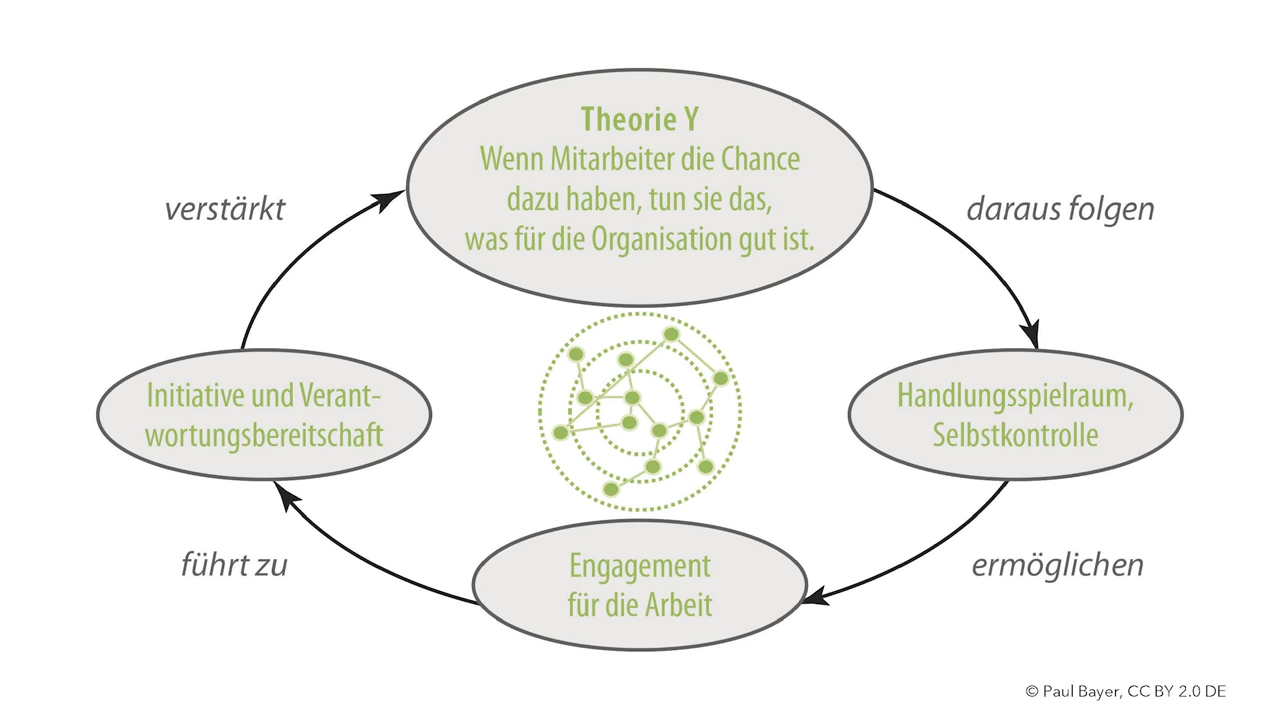 Theorie Y
Wenn Mitarbeiter die Chance
dazu haben, tun sie das,
was für die Organisation gut ist.
verstärkt
daraus folgen
Initiative und Verant-
wortungsbereitschaft
Handlungsspielraum,
Selbstkontrolle
führt zu
Engagement
für die Arbeit
ermöglichen
© Paul Bayer, CC BY 2.0 DE